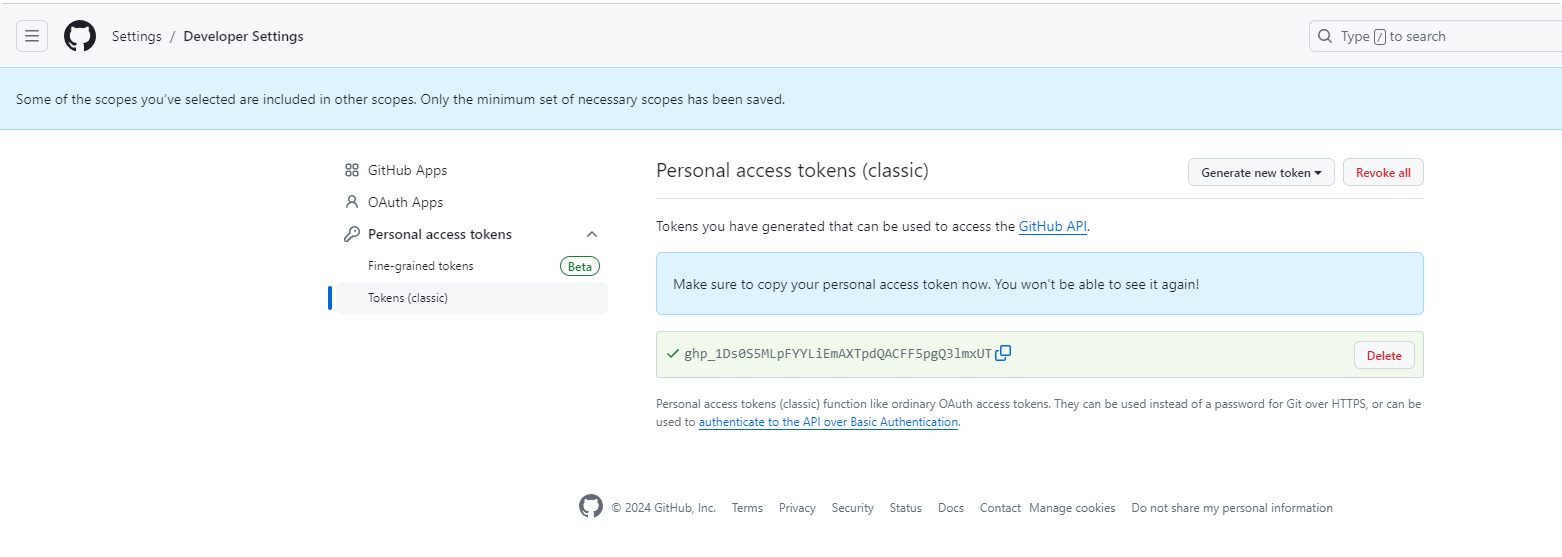 Settings / Developer Settings
Type / to search
Some of the scopes you've selected are included in other scopes. Only the minimum set of necessary scopes has been saved.
GitHub Apps
OAuth Apps
Personal access tokens
Fine-grained tokens Beta
Tokens (classic)
Personal access tokens (classic)
Generate new token
Revoke all
Tokens you have generated that can be used to access the GitHub API.
Make sure to copy your personal access token now. You won't be able to see it again!
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
Delete
Personal access tokens (classic) function like ordinary OAuth access tokens. They can be used instead of a password for Git over HTTPS, or can be
used to authenticate to the API over Basic Authentication.
© 2024 GitHub, Inc. Terms Privacy Security Status Docs Contact Manage cookies Do not share my personal information